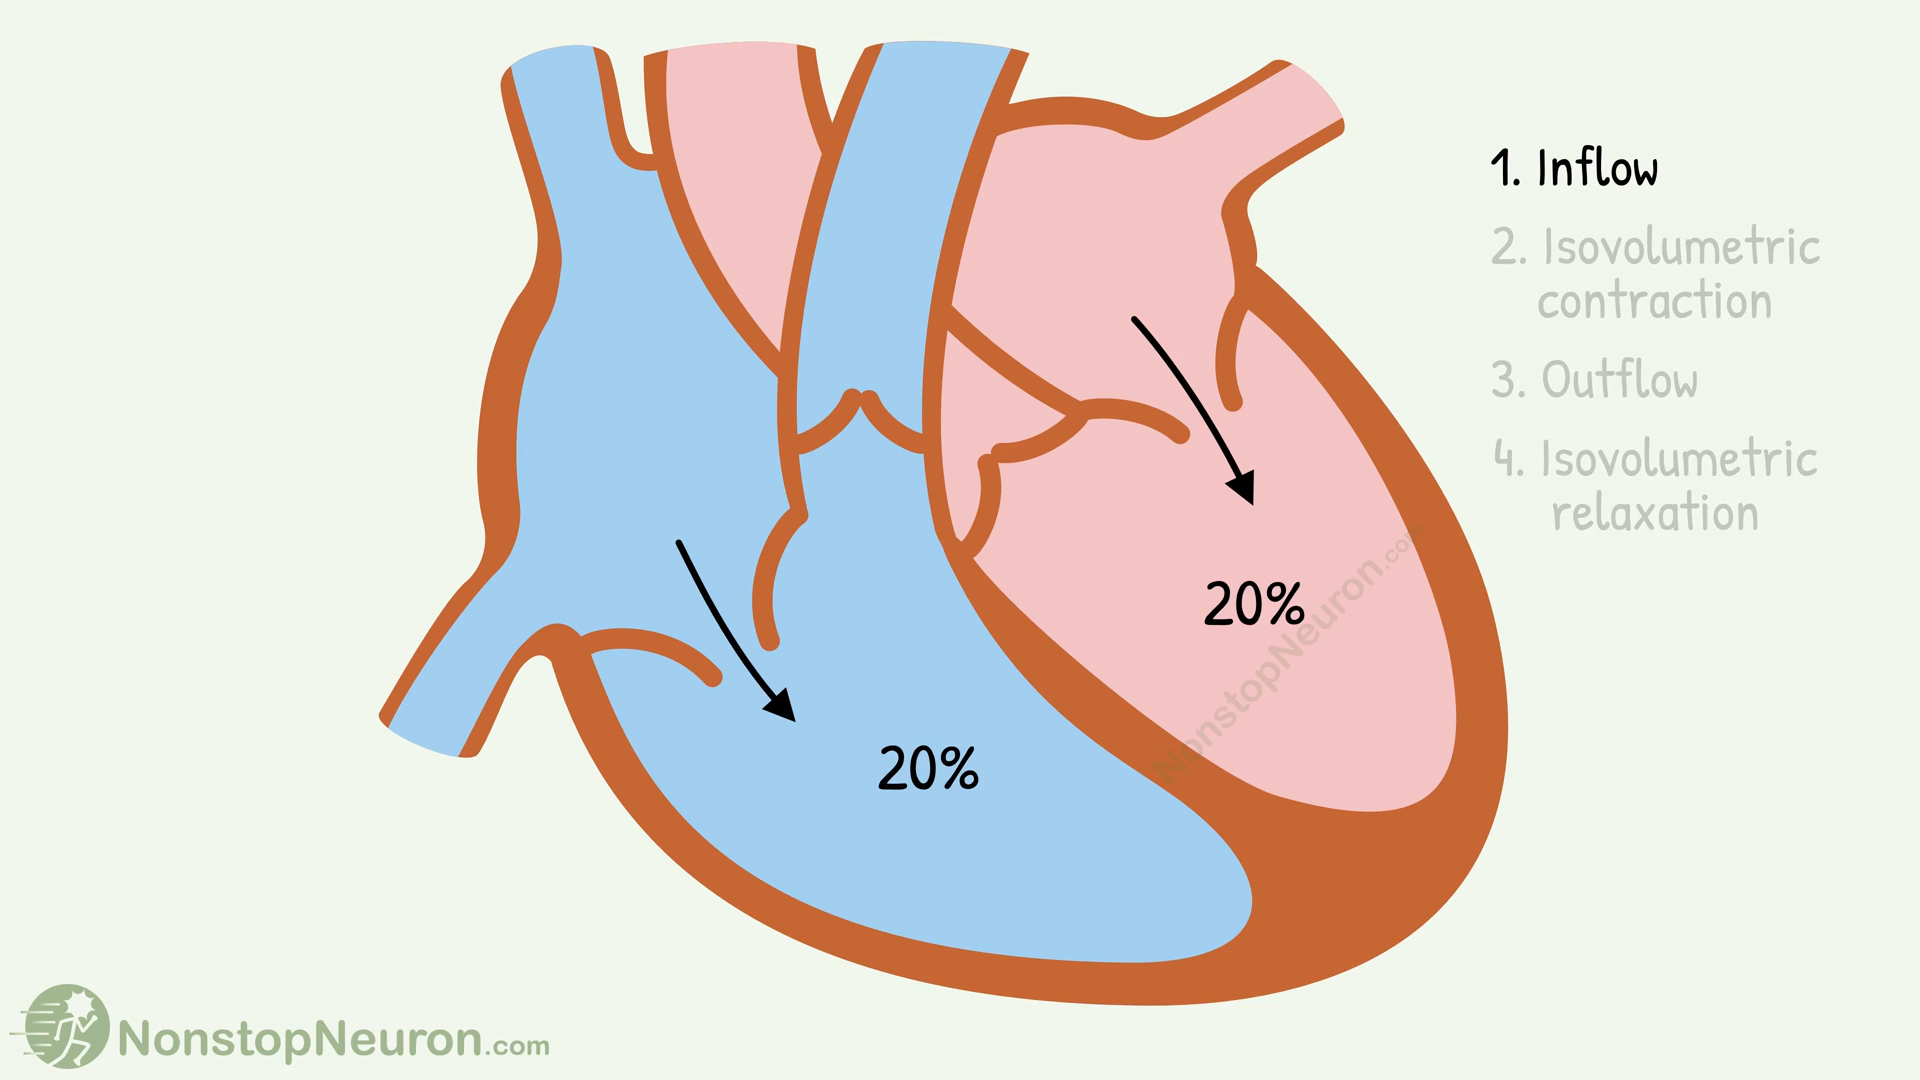 1. Inflow
2. Isovolumetric
contraction
3. Outflow
4. Isovolumetric
relaxation
20%
20%
NonstopNeuron.com
NonstopNeuron.com